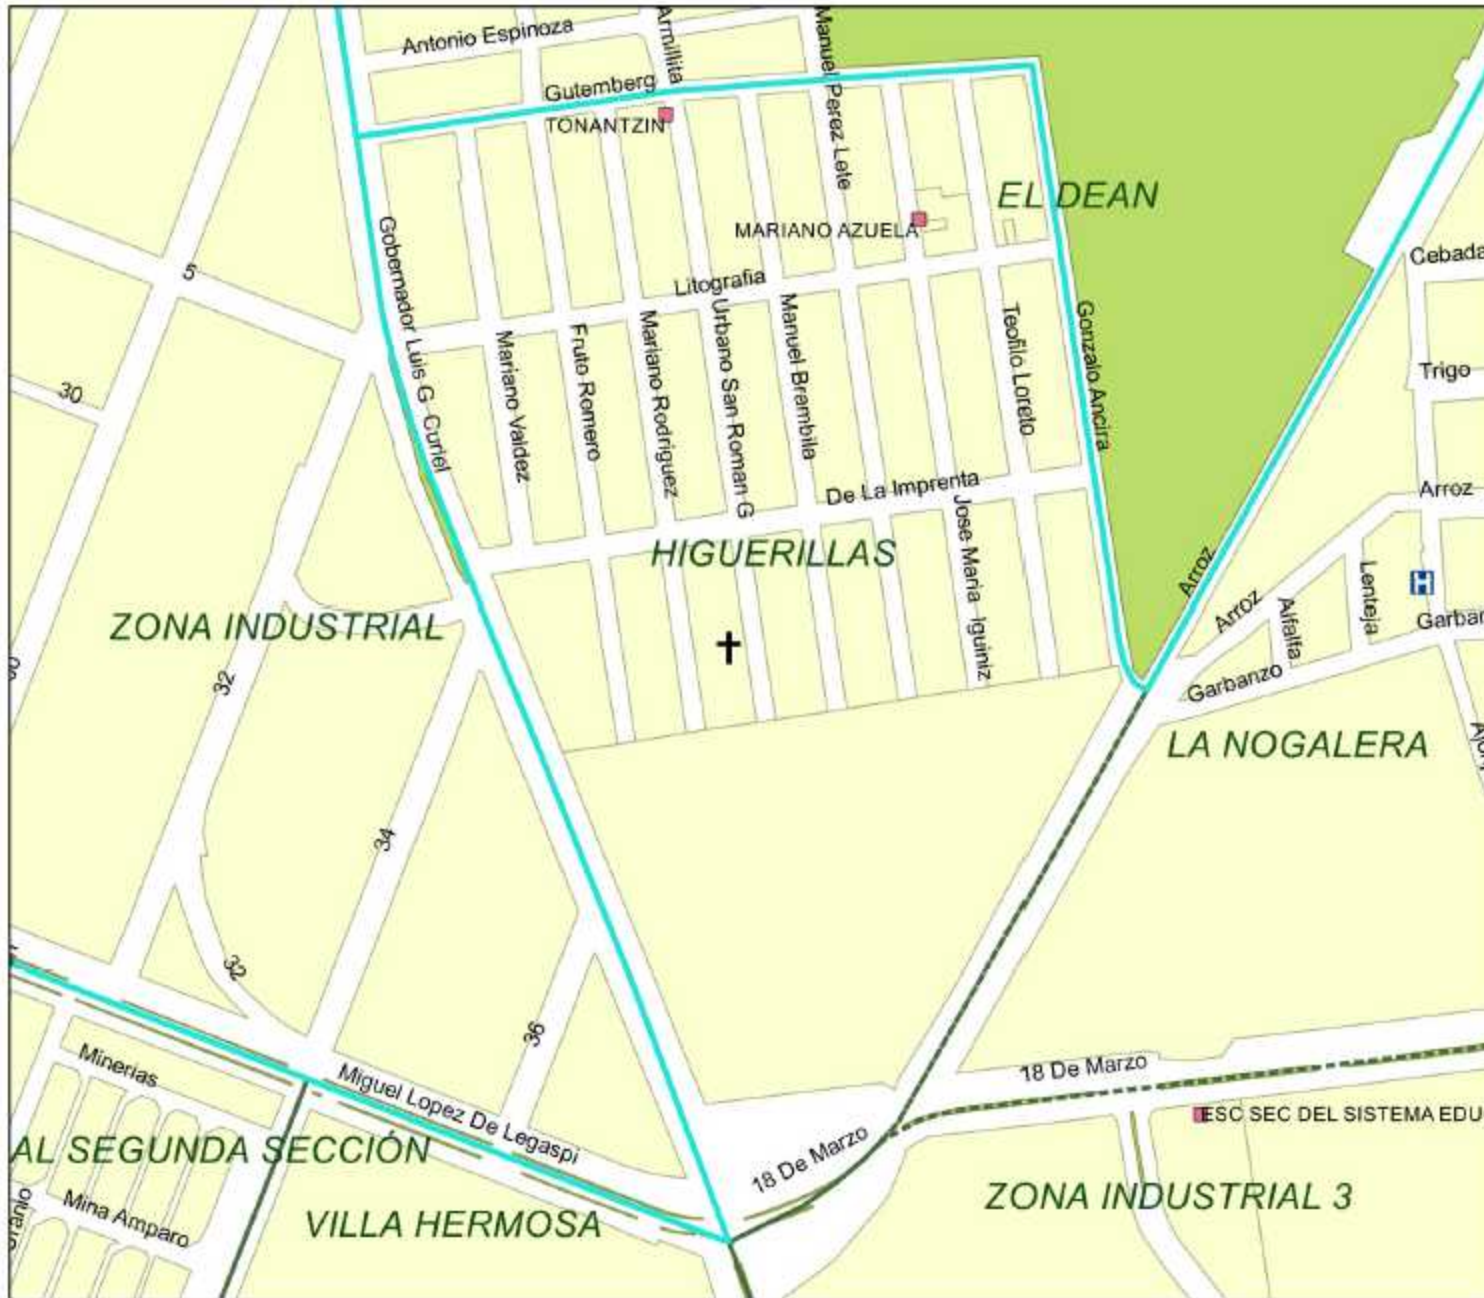 Antonio Espinoza
Armillita
Manuel Perez Lete
Gutemberg
TONANTZIN
EL DEAN
MARIANO AZUELA
Gobernador Luis G Curiel
5
Litografia
Cebada
30
Mariano Valdez
Fruto Romero
Mariano Rodriguez
Urbano San Roman G
Manuel Brambila
Teofilo Loreto
Gonzalo Ancira
Trigo
De La Imprenta
Arroz
HIGUERILLAS
Jose Maria Iguiniz
Arroz
Arroz
Alfalfa
Lenteja
H
Garban
ZONA INDUSTRIAL
32
Garbanzo
LA NOGALERA
34
32
36
Minerias
Miguel Lopez De Legaspi
18 De Marzo
ESC SEC DEL SISTEMA EDU
AL SEGUNDA SECCIÓN
18 De Marzo
Mina Amparo
VILLA HERMOSA
ZONA INDUSTRIAL 3